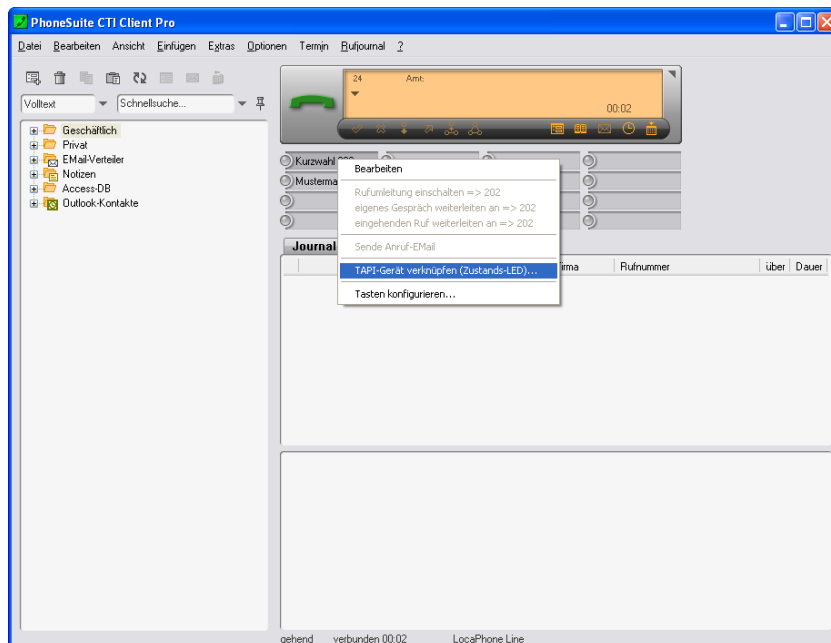 PhoneSuite CTI Client Pro
Datei Bearbeiten Ansicht Einfügen Extras Optionen Termin Rufjournal ?
24 Amt:
00:02
Volltext Schnellsuche...
Geschäftlich
Privat
EMail-Verteiler
Notizen
Access-DB
Outlook-Kontakte
Kurzwahl
Musterma
Bearbeiten
Rufumleitung einschalten => 202
eigenes Gespräch weiterleiten an => 202
eingehenden Ruf weiterleiten an => 202
Sende Anruf-EMail
TAPI-Gerät verknüpfen (Zustands-LED)...
Tasten konfigurieren...
Journal
irma Rufnummer über Dauer
gehend verbunden 00:02 LocaPhone Line